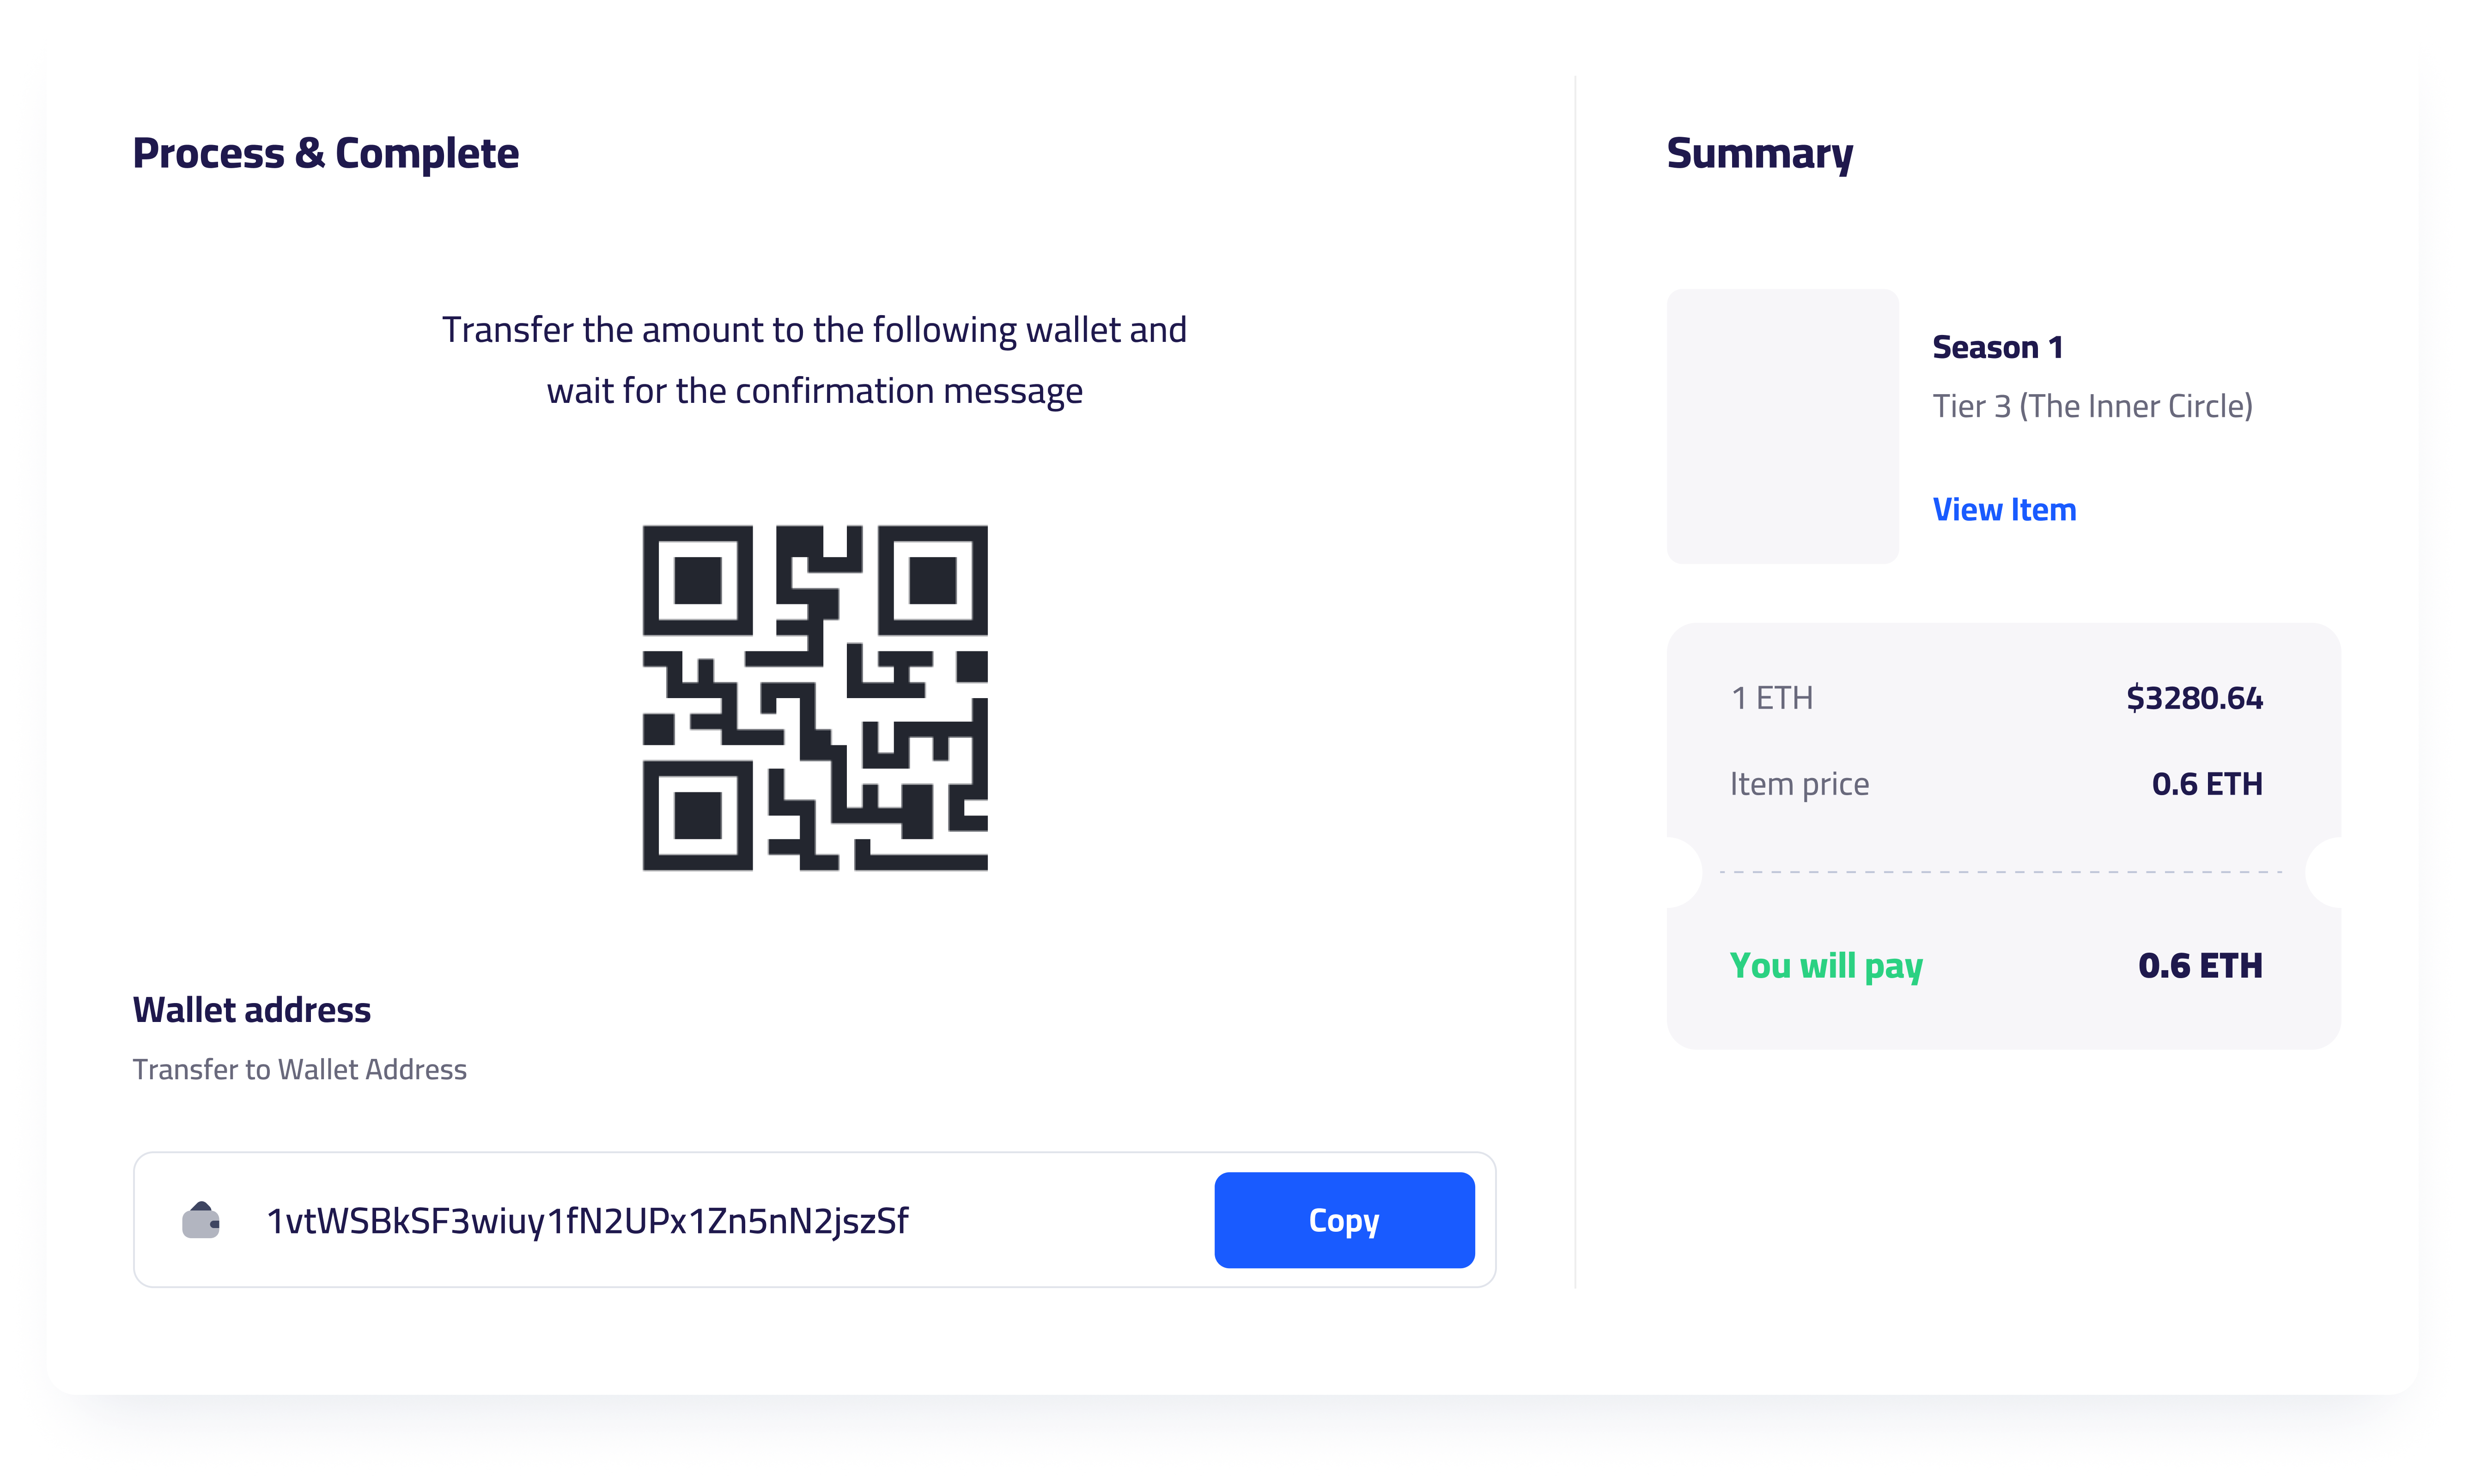 Process & Complete
Transfer the amount to the following wallet and
wait for the confirmation message
Wallet address
Transfer to Wallet Address
1vtWSBkSF3wiuy1fN2UPx1Zn5nN2jszSf
Copy
Summary
Season 1
Tier 3 (The Inner Circle)
View Item
1 ETH $3280.64
Item price 0.6 ETH
You will pay 0.6 ETH